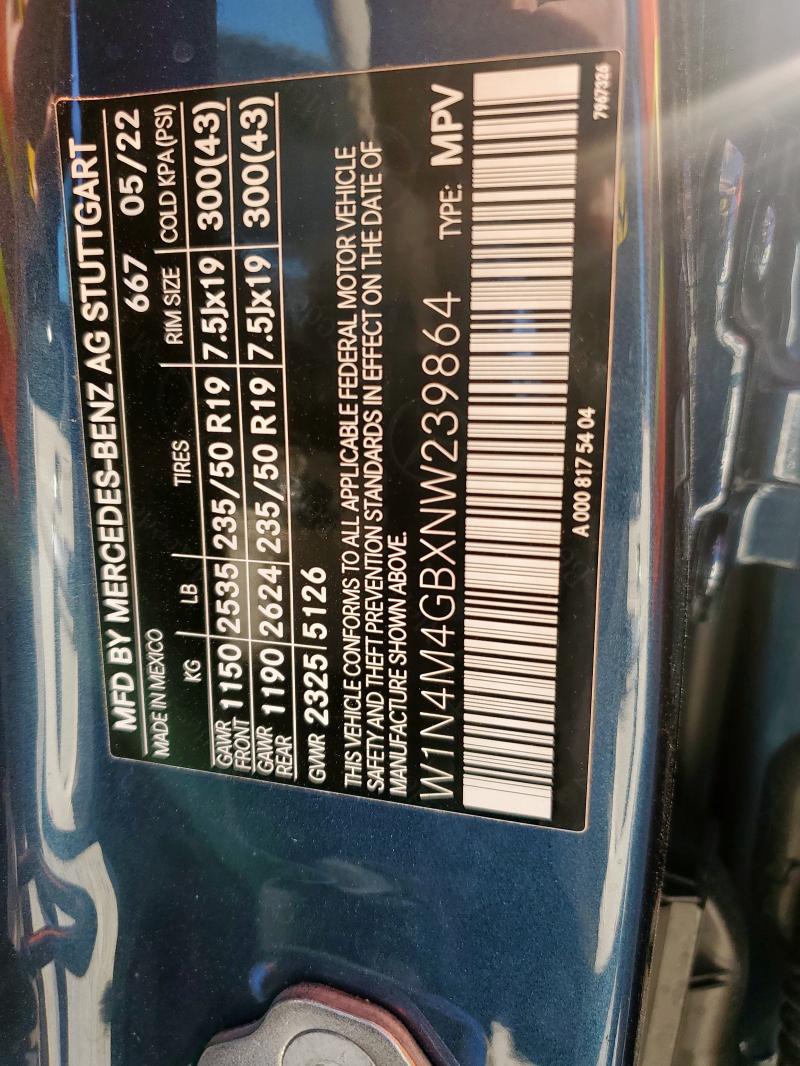 MFD BY MERCEDES-BENZ AG STUTTGART
MADE IN MEXICO 667 05/22
KG LB TIRES RIM SIZE COLD KPA(PSI)
GAWR FRONT 1150 2535 235/50 R19 7.5Jx19 300(43)
GAWR REAR 1190 2624 235/50 R19 7.5Jx19 300(43)
GVWR 2325 5126
THIS VEHICLE CONFORMS TO ALL APPLICABLE FEDERAL MOTOR VEHICLE
SAFETY AND THEFT PREVENTION STANDARDS IN EFFECT ON THE DATE OF
MANUFACTURE SHOWN ABOVE.
W1N4M4GBXNW239864 TYPE: MPV
A 000 817 54 04
7967326